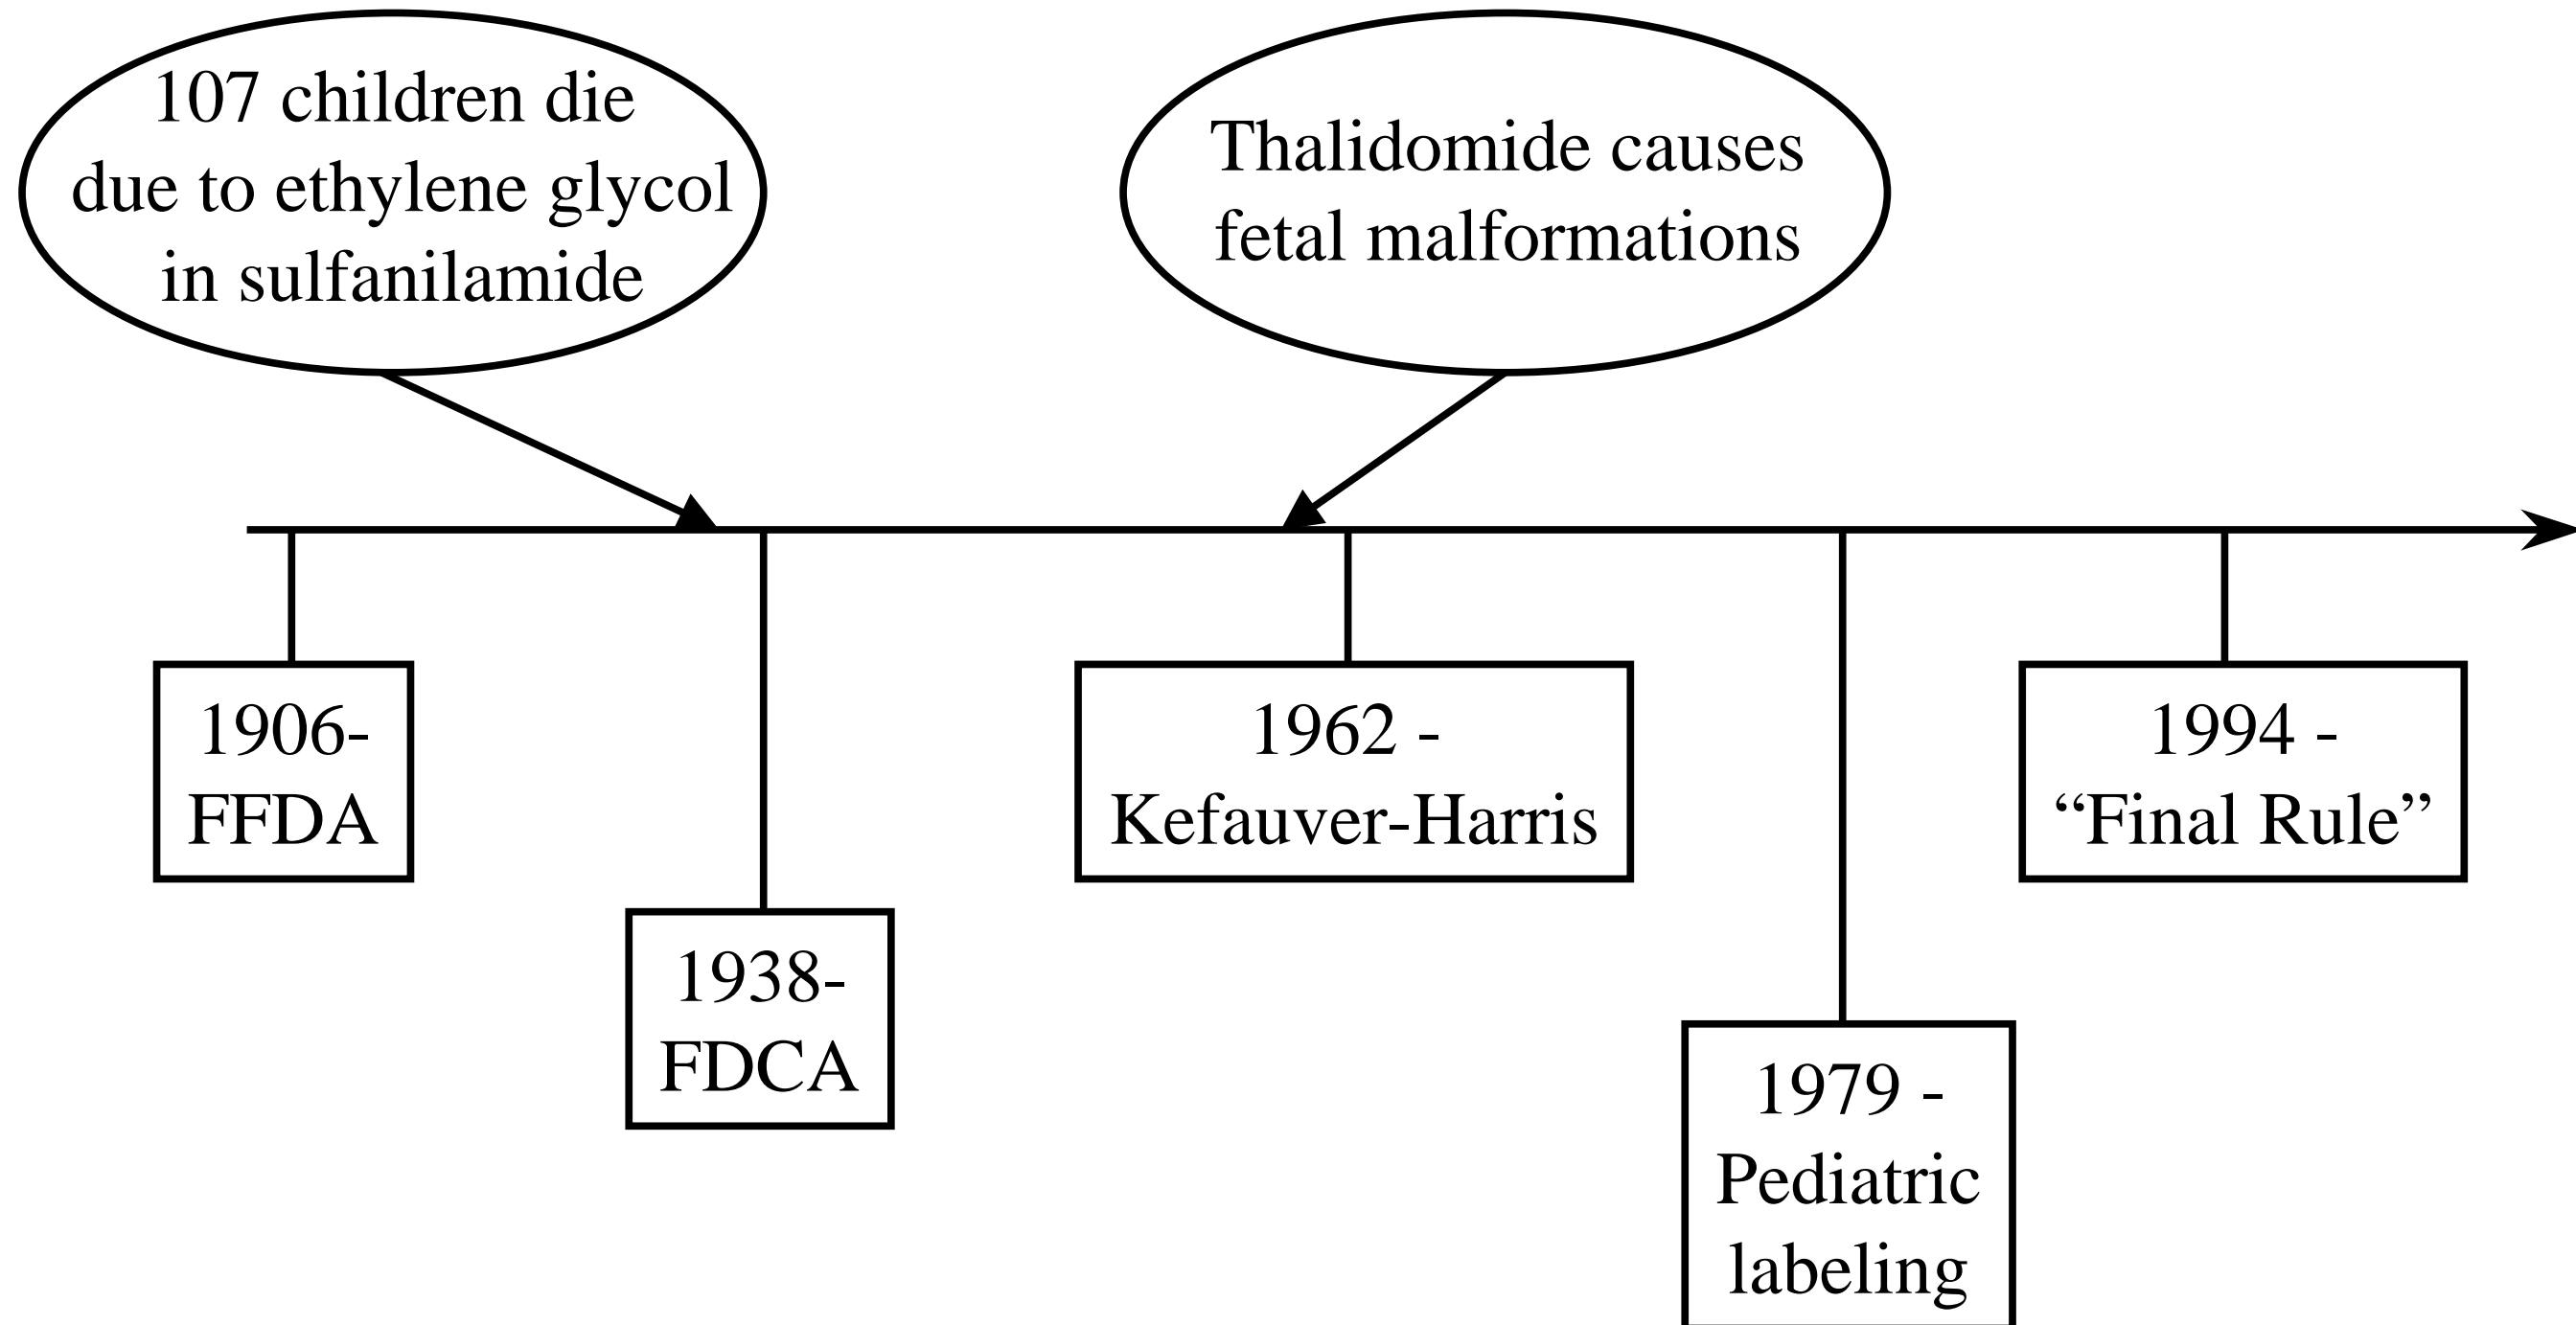 107 children die
due to ethylene glycol
in sulfanilamide
Thalidomide causes
fetal malformations
1906-
FFDA
1938-
FDCA
1962 -
Kefauver-Harris
1979 -
Pediatric
labeling
1994 -
“Final Rule”